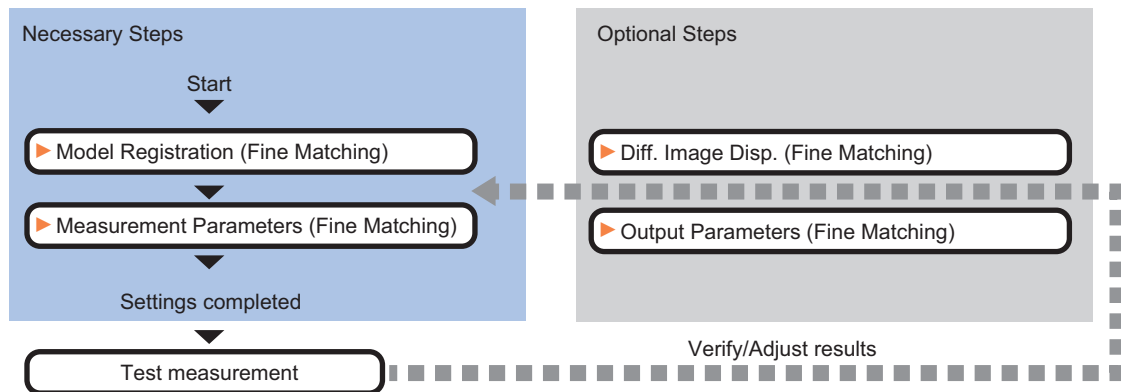 Necessary Steps
Start
Model Registration (Fine Matching)
Measurement Parameters (Fine Matching)
Settings completed
Test measurement
Optional Steps
Diff. Image Disp. (Fine Matching)
Output Parameters (Fine Matching)
Verify/Adjust results